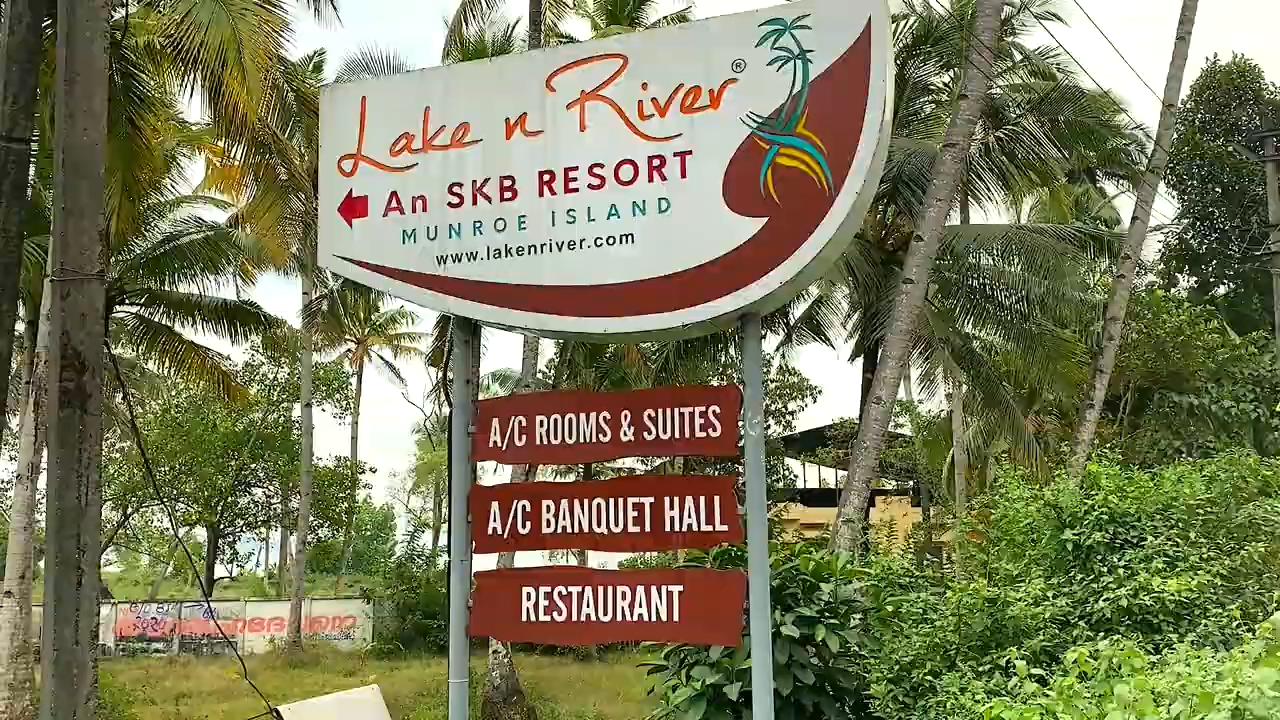 Lake n River®
An SKB RESORT
MUNROE ISLAND
www.lakenriver.com
A/C ROOMS & SUITES
A/C BANQUET HALL
RESTAURANT